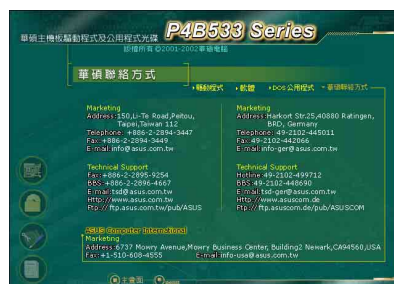 P4B533 Series
華碩主機板驅動程式及公用程式光碟
版權所有 ©2001-2002 華碩電腦
華碩聯絡方式
驅動程式 軟體 DOS 公用程式 華碩聯絡方式
Marketing
Address:150,Li-Te Road,Peitou,
Taipei,Taiwan 112
Telephone: +886-2-2894-3447
Fax:+886-2-2894-3449
E-mail:info@asus.com.tw
Technical Support
Fax:+886-2-2895-9254
BBS:+886-2-2896-4667
E-mail:tsd@asus.com.tw
Http://www.asus.com.tw
Ftp://ftp.asus.com.tw/pub/ASUS
Marketing
Address:Harkort Str.25,40880 Ratingen,
BRD, Germany
Telephone: 49-2102-445011
Fax:49-2102-442066
E-mail:info-ger@asus.com.tw
Technical Support
Hotline:49-2102-499712
BBS:49-2102-448690
E-mail:tsd-ger@asus.com.tw
Http://www.asuscom.de
Ftp://ftp.asus.com.de/pub/ASUSCOM
ASUS Computer International
Marketing
Address:6737 Mowry Avenue,Mowry Business Center, Building2 Newark,CA94560,USA
Fax:+1-510-608-4555 E-mail:info-usa@asus.com.tw
主畫面